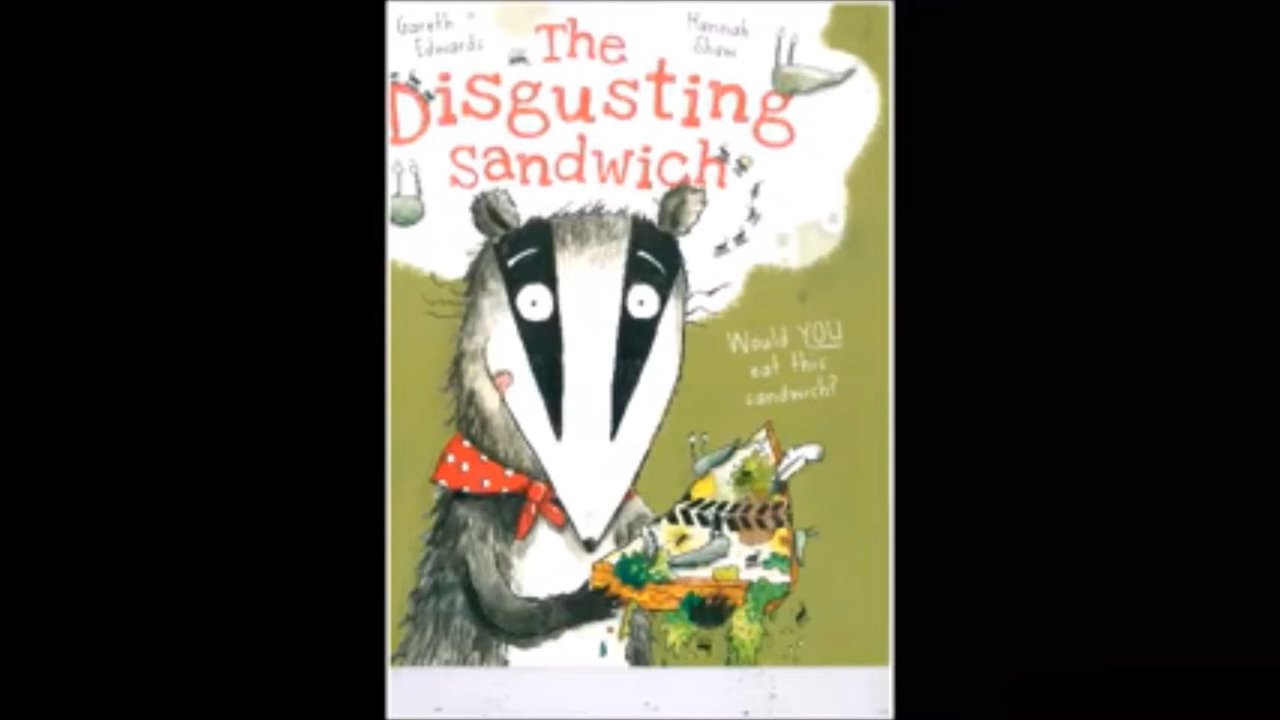 Gareth
Edwards
Hannah
Shaw
The
Disgusting
Sandwich
Would YOU
eat this
sandwich?